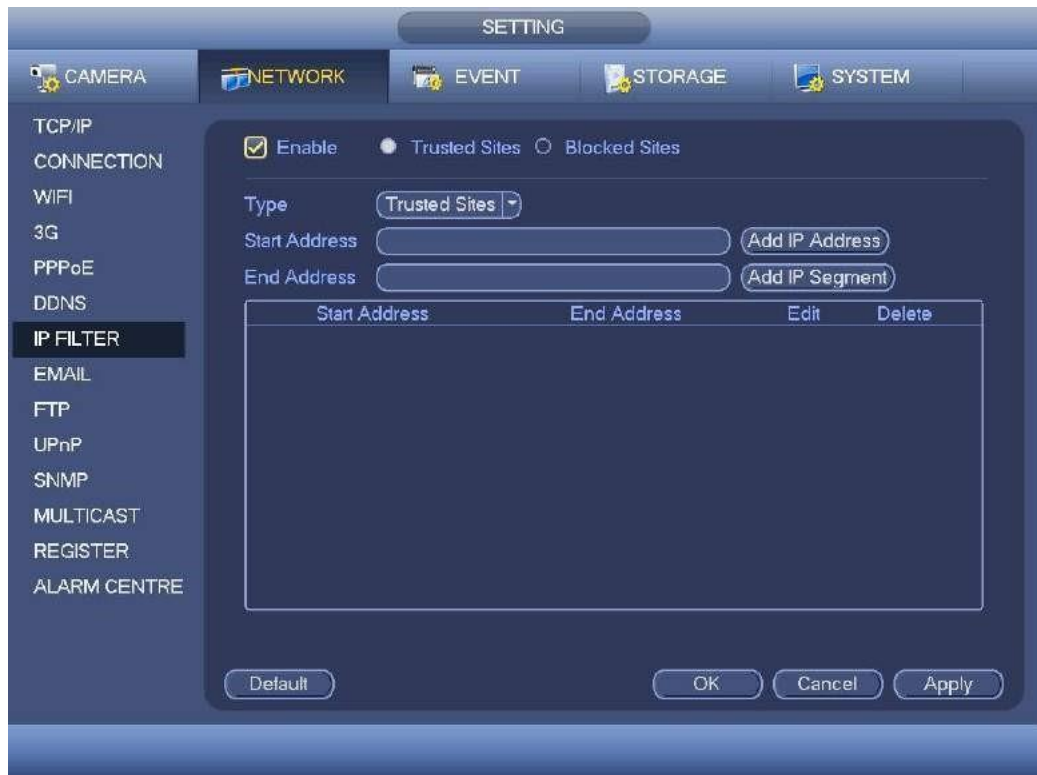 SETTING
CAMERA NETWORK EVENT STORAGE SYSTEM
TCP/IP
CONNECTION
WIFI
3G
PPPoE
DDNS
IP FILTER
EMAIL
FTP
UPnP
SNMP
MULTICAST
REGISTER
ALARM CENTRE
Enable Trusted Sites Blocked Sites
Type Trusted Sites
Start Address Add IP Address
End Address Add IP Segment
Start Address End Address Edit Delete
Default OK Cancel Apply